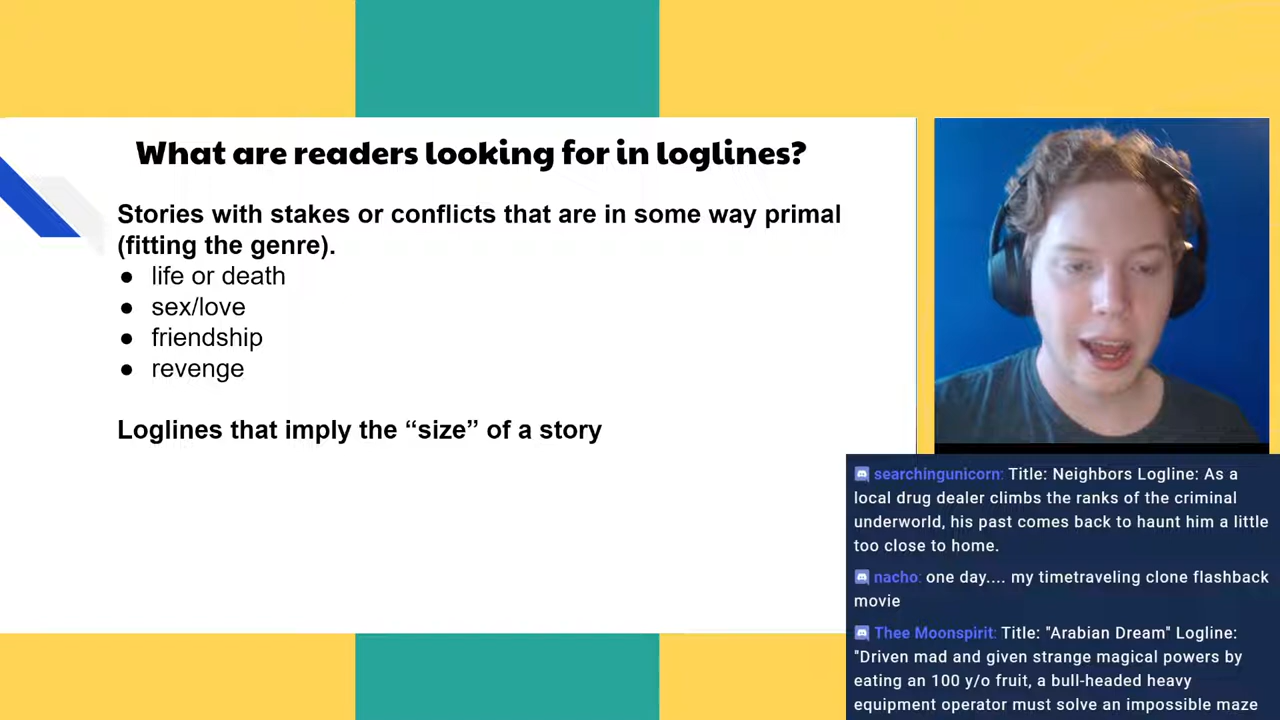 What are readers looking for in loglines?
Stories with stakes or conflicts that are in some way primal
(fitting the genre).
● life or death
● sex/love
● friendship
● revenge
Loglines that imply the “size” of a story
searchingunicorn: Title: Neighbors Logline: As a
local drug dealer climbs the ranks of the criminal
underworld, his past comes back to haunt him a little
too close to home.
nacho: one day.... my timetraveling clone flashback
movie
Thee Moonspirit: Title: "Arabian Dream" Logline:
"Driven mad and given strange magical powers by
eating an 100 y/o fruit, a bull-headed heavy
equipment operator must solve an impossible maze